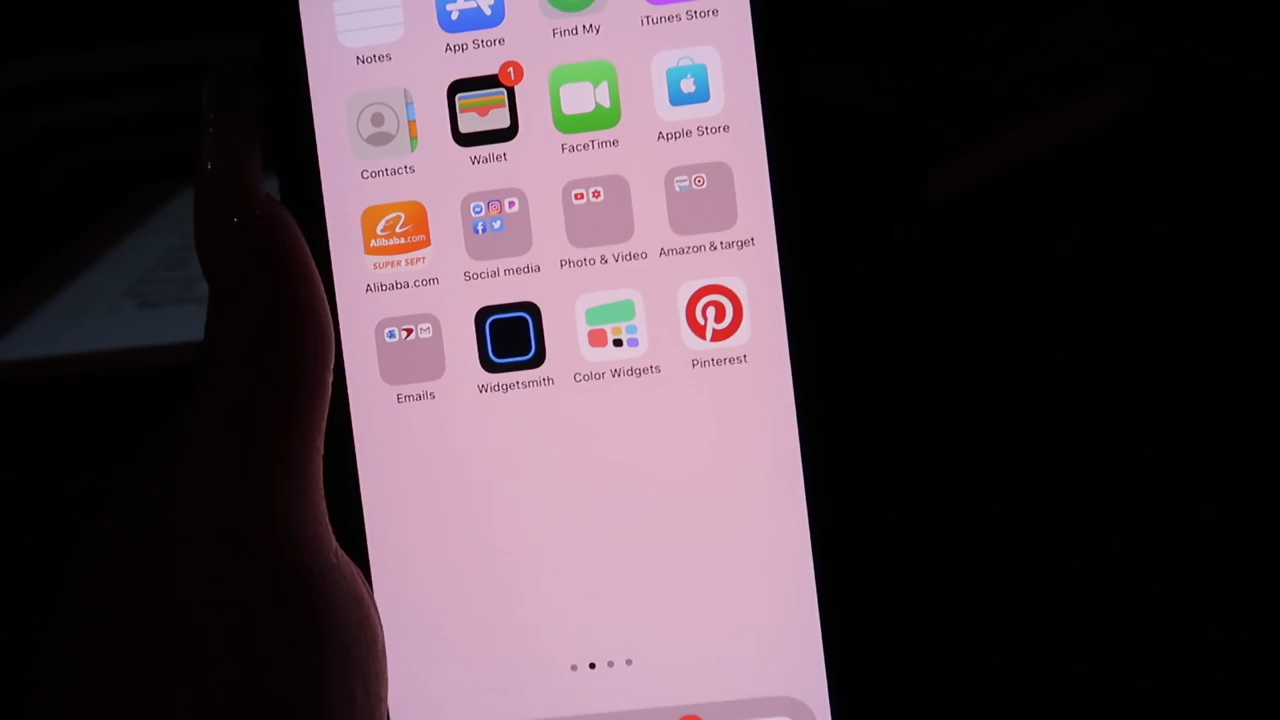 Notes App Store Find My iTunes Store
1
Contacts Wallet FaceTime Apple Store
Alibaba.com
SUPER SEPT
Alibaba.com Social media Photo & Video Amazon & target
Emails Widgetsmith Color Widgets Pinterest